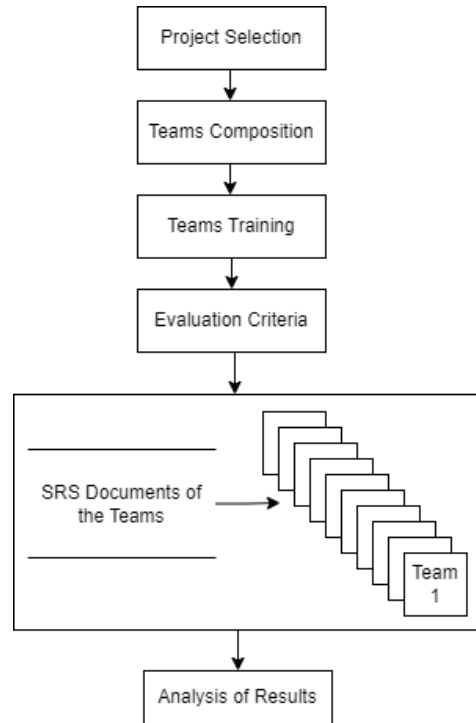 Project Selection
Teams Composition
Teams Training
Evaluation Criteria
SRS Documents of
the Teams
Team
1
Analysis of Results